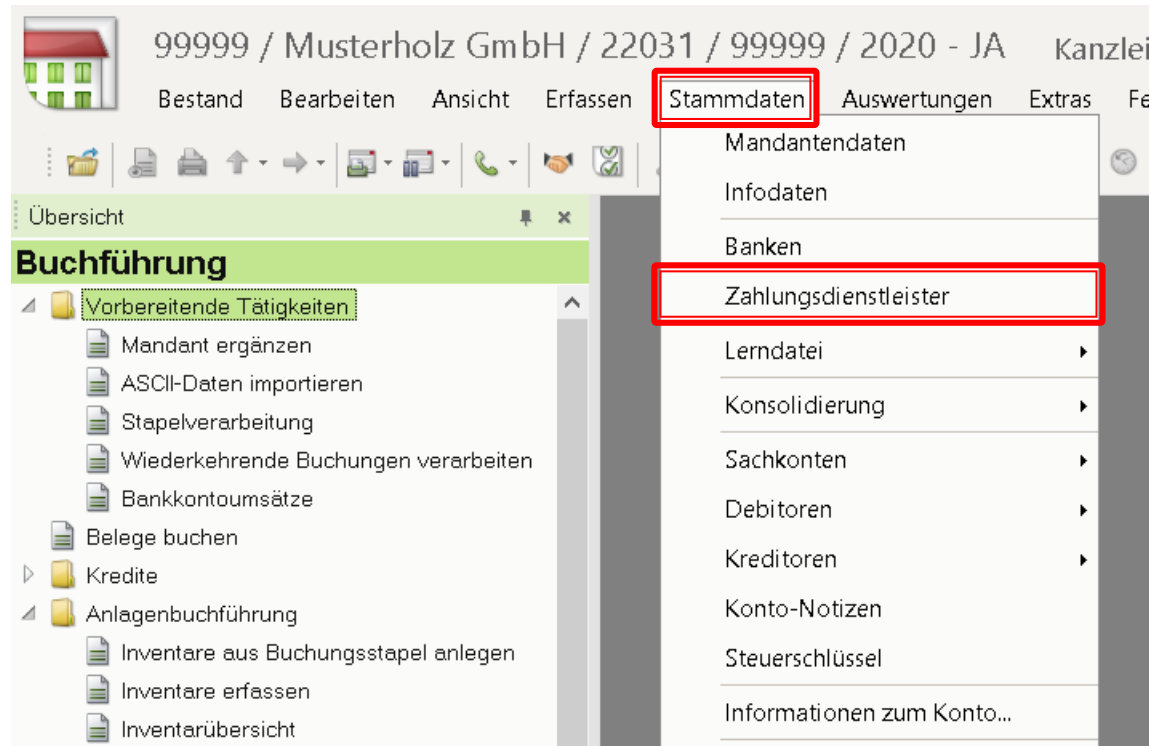 99999 / Musterholz GmbH / 22031 / 99999 / 2020 - JA Kanzlei
Bestand Bearbeiten Ansicht Erfassen Stammdaten Auswertungen Extras Fe
Mandantendaten
Infodaten
Banken
Zahlungsdienstleister
Lerndatei
Konsolidierung
Sachkonten
Debitoren
Kreditoren
Konto-Notizen
Steuerschlüssel
Informationen zum Konto...
Übersicht
Buchführung
Vorbereitende Tätigkeiten
Mandant ergänzen
ASCII-Daten importieren
Stapelverarbeitung
Wiederkehrende Buchungen verarbeiten
Bankkontoumsätze
Belege buchen
Kredite
Anlagenbuchführung
Inventare aus Buchungsstapel anlegen
Inventare erfassen
Inventarübersicht